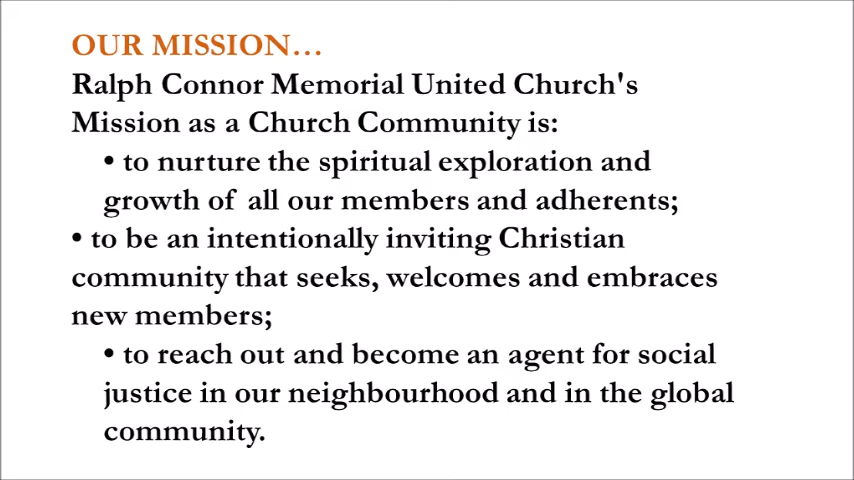 OUR MISSION…
Ralph Connor Memorial United Church's
Mission as a Church Community is:
• to nurture the spiritual exploration and
growth of all our members and adherents;
• to be an intentionally inviting Christian
community that seeks, welcomes and embraces
new members;
• to reach out and become an agent for social
justice in our neighbourhood and in the global
community.